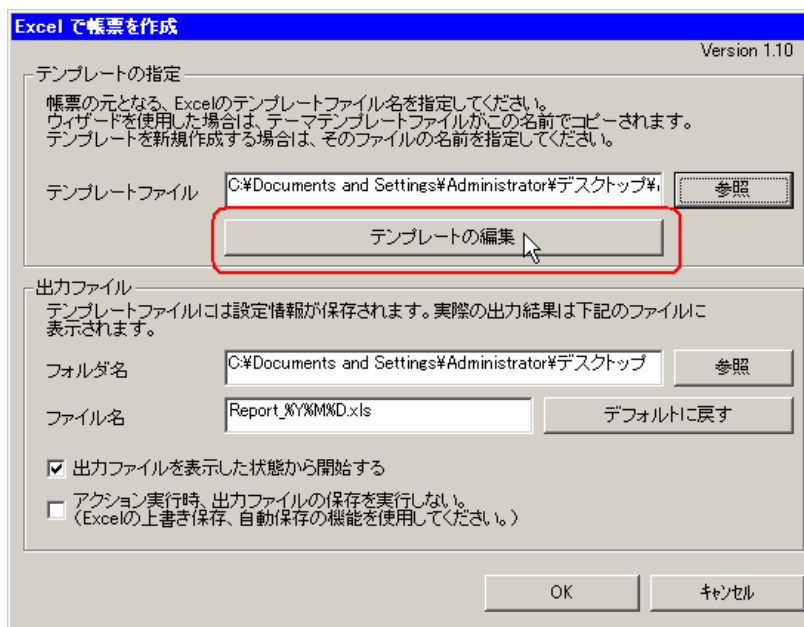 Excel で帳票を作成
Version 1.10
テンプレートの指定
帳票の元となる、Excelのテンプレートファイル名を指定してください。
ウィザードを使用した場合は、テーマテンプレートファイルがこの名前でコピーされます。
テンプレートを新規作成する場合は、そのファイルの名前を指定してください。
テンプレートファイル
C:¥Documents and Settings¥Administrator¥デスクトップ¥
参照
テンプレートの編集
出力ファイル
テンプレートファイルには設定情報が保存されます。実際の出力結果は下記のファイルに
表示されます。
フォルダ名
C:¥Documents and Settings¥Administrator¥デスクトップ
参照
ファイル名
Report_%Y%M%D.xls
デフォルトに戻す
出力ファイルを表示した状態から開始する
アクション実行時、出力ファイルの保存を実行しない。
(Excelの上書き保存、自動保存の機能を使用してください。)
OK
キャンセル